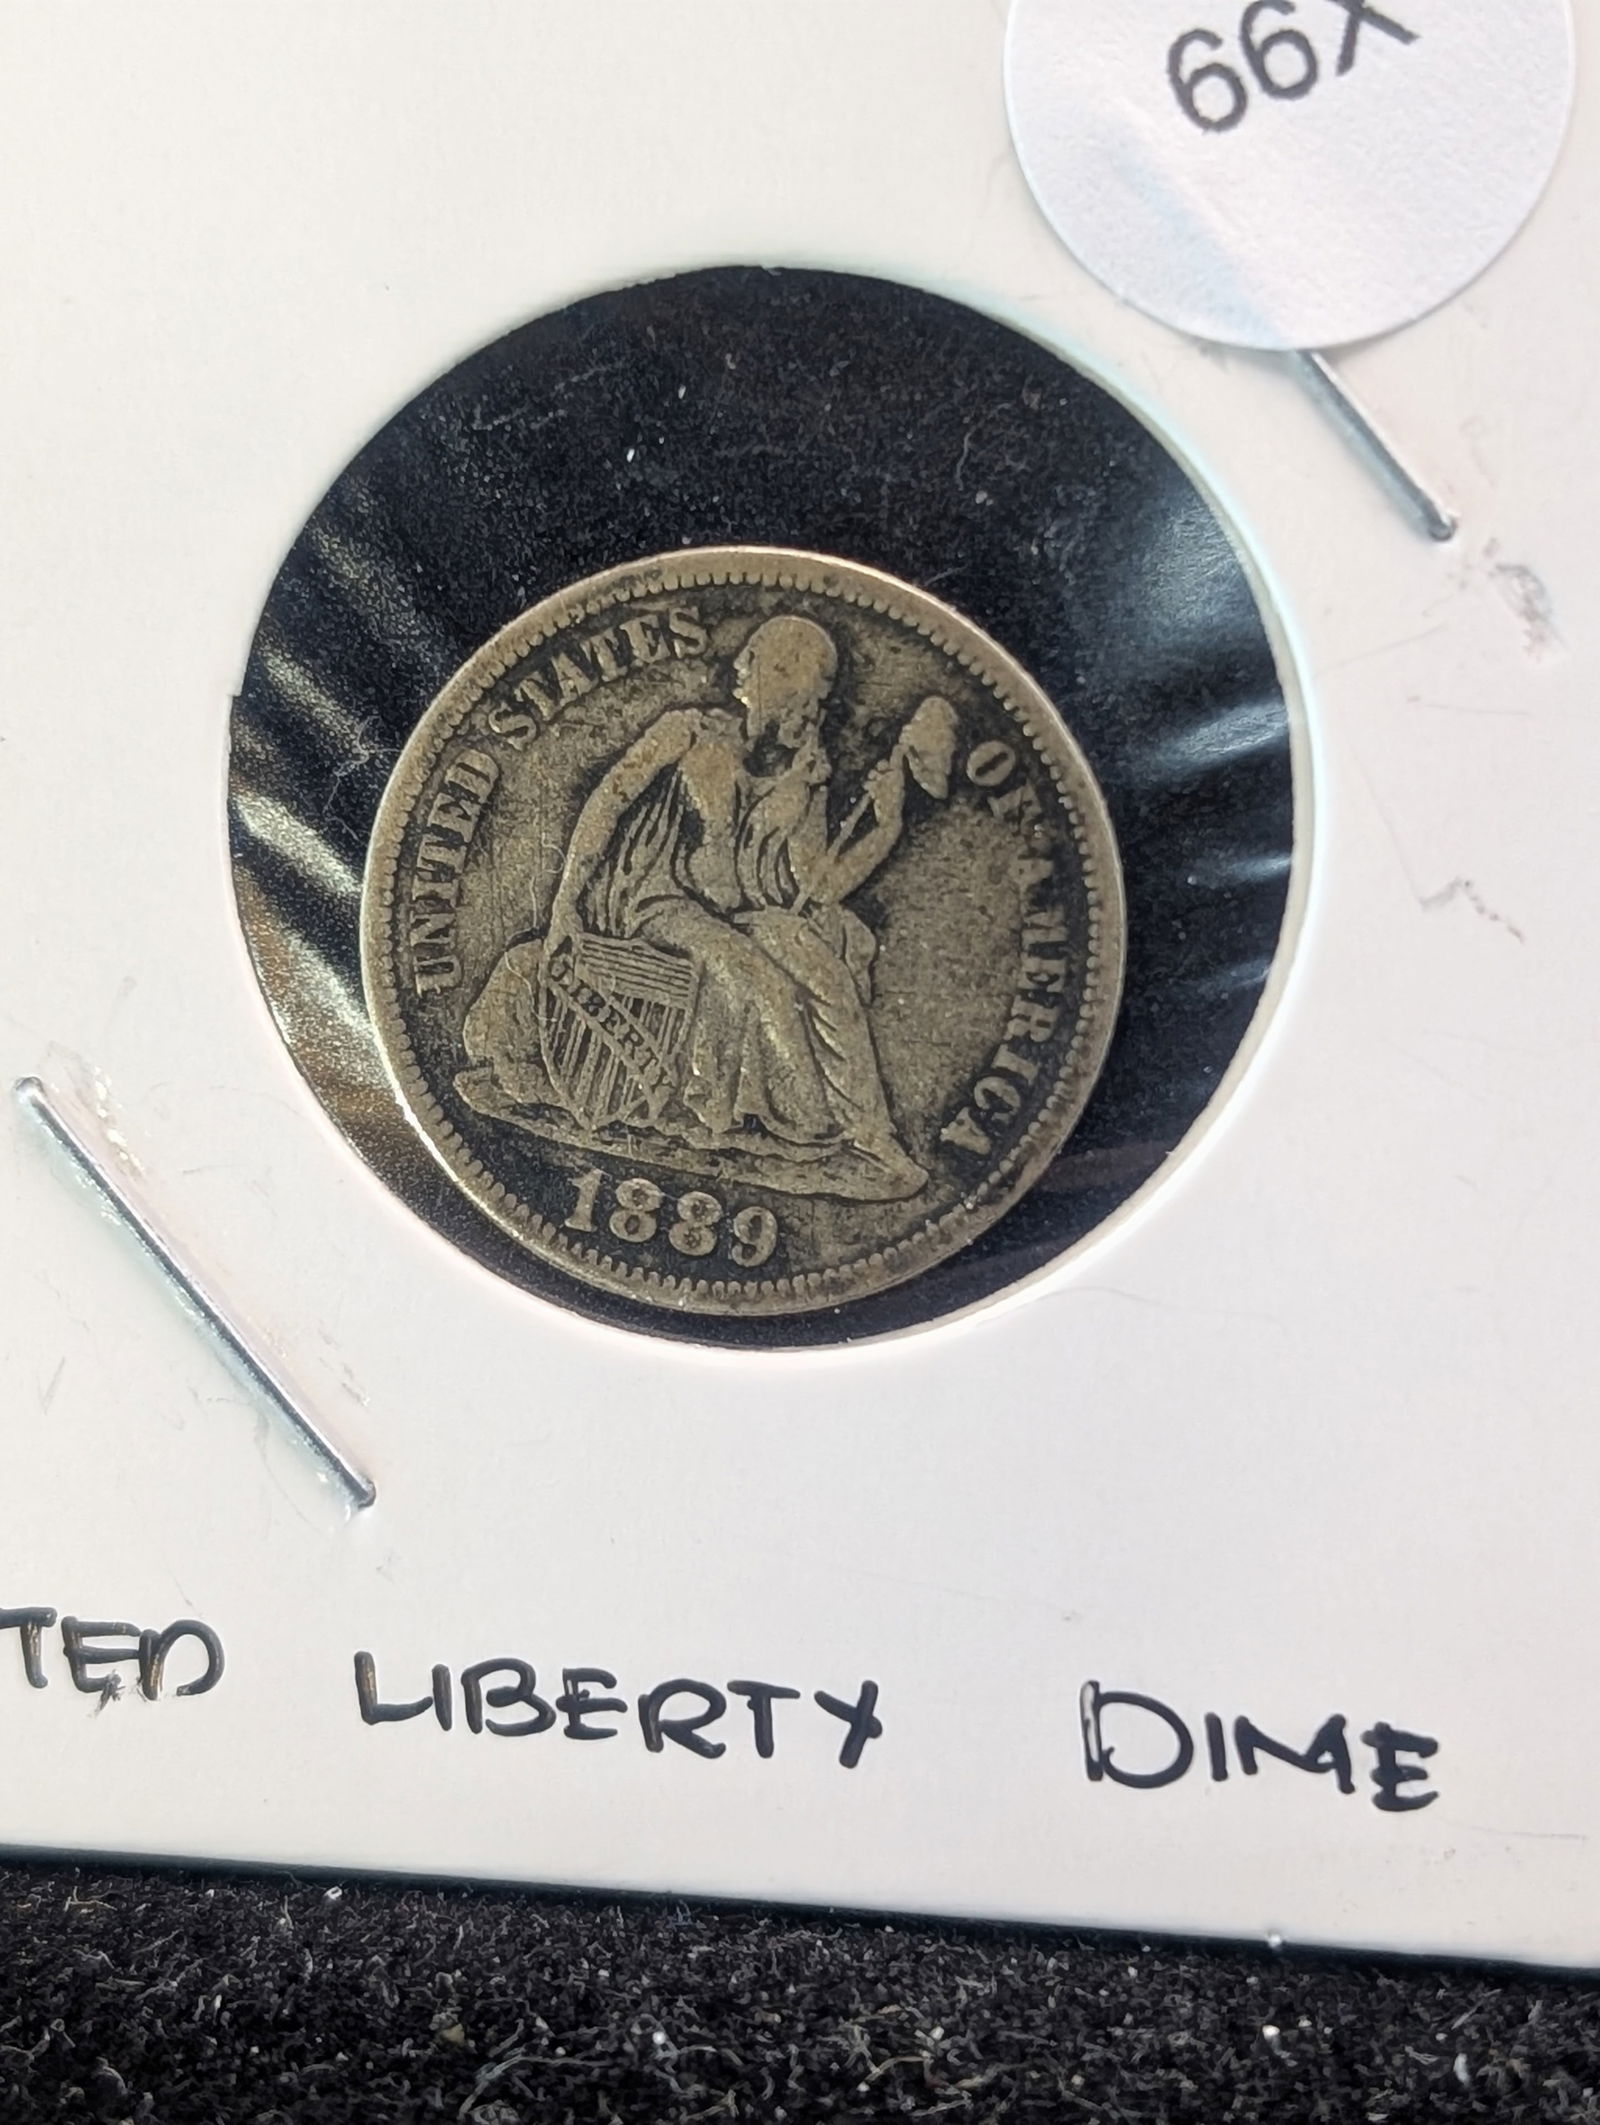 66X
UNITED STATES OF AMERICA
LIBERTY
1889
TED LIBERTY DIME